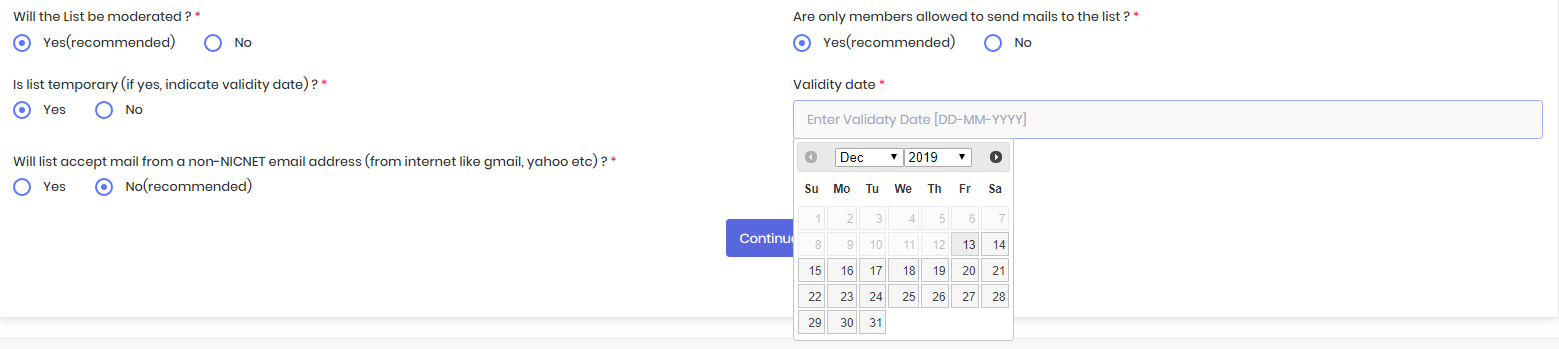 Will the List be moderated ? *
Are only members allowed to send mails to the list ? *
Yes(recommended) No
Yes(recommended) No
Is list temporary (if yes, indicate validity date) ? *
Validity date *
Yes No
Enter Validaty Date [DD-MM-YYYY]
Will list accept mail from a non-NICNET email address (from internet like gmail, yahoo etc) ? *
Yes No(recommended)
Continu
Dec 2019
Su Mo Tu We Th Fr Sa
1 2 3 4 5 6 7
8 9 10 11 12 13 14
15 16 17 18 19 20 21
22 23 24 25 26 27 28
29 30 31